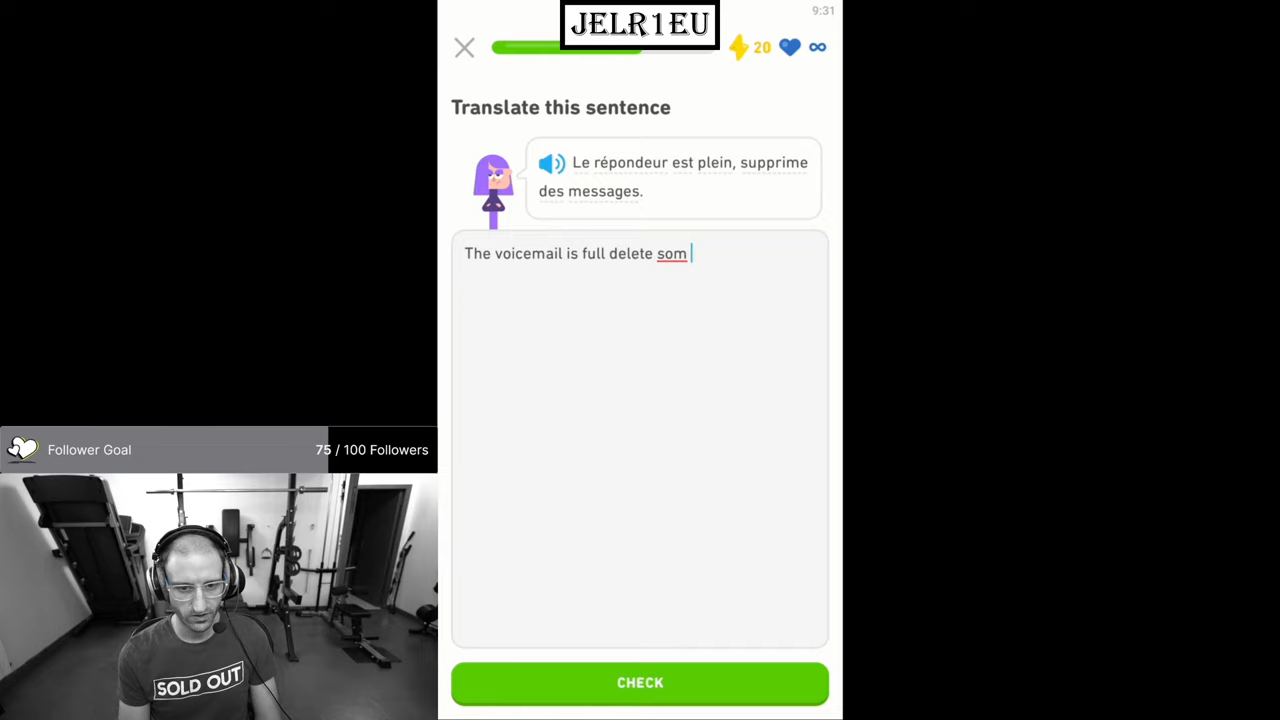 JELR1EU
9:31
20 ∞
Translate this sentence
Le répondeur est plein, supprime
des messages.
The voicemail is full delete som
Follower Goal 75 / 100 Followers
SOLD OUT
CHECK